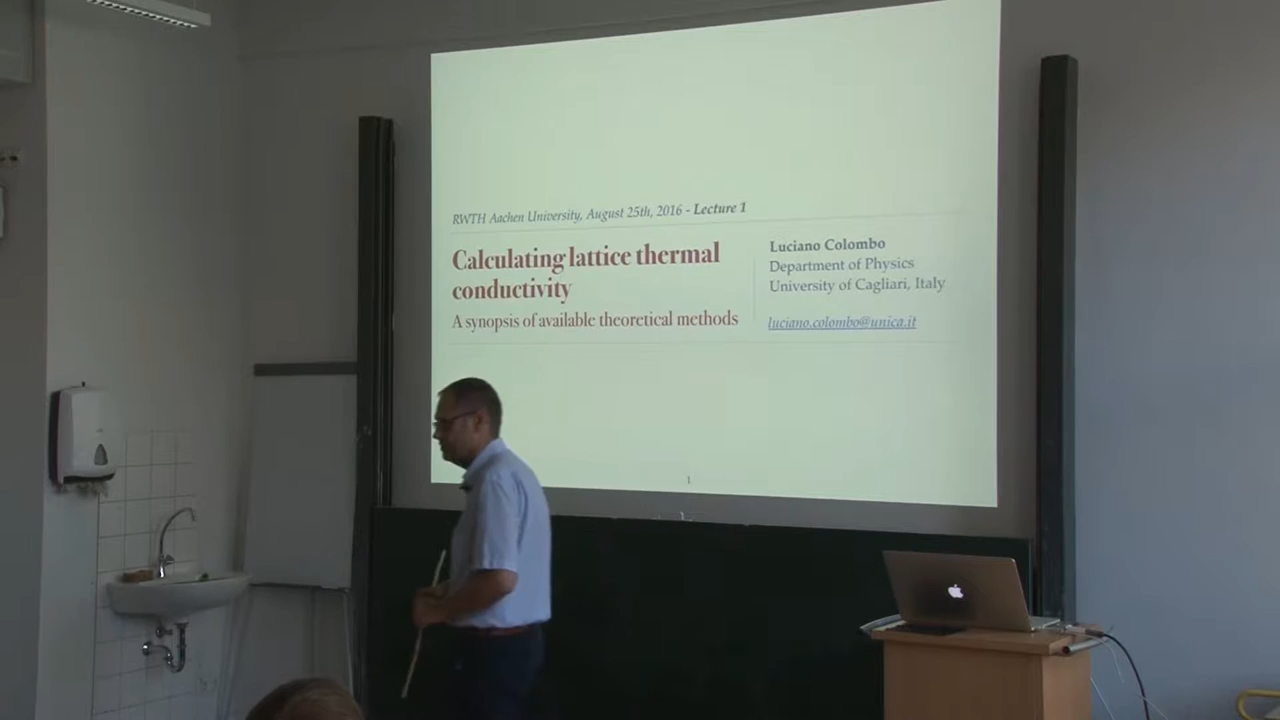 RWTH Aachen University, August 25th, 2016 - Lecture 1
Calculating lattice thermal
conductivity
A synopsis of available theoretical methods
Luciano Colombo
Department of Physics
University of Cagliari, Italy
luciano.colombo@unica.it
1